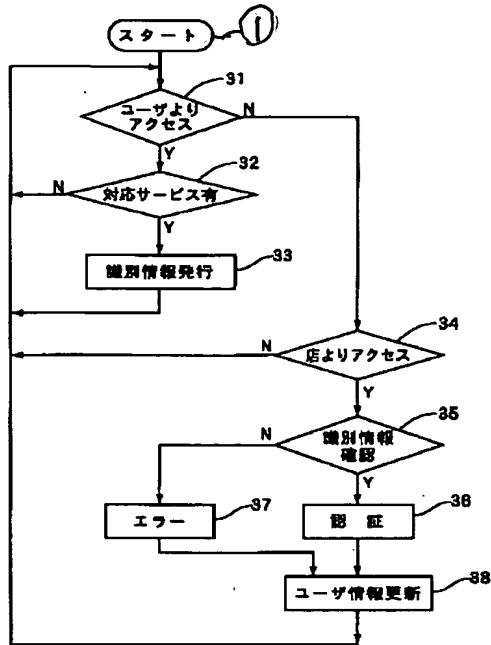 スタート
1
31
ユーザより
アクセス
N
Y
32
N
対応サービス有
Y
33
識別情報発行
34
N
店よりアクセス
Y
35
N
識別情報
確認
Y
37
エラー
36
認証
38
ユーザ情報更新